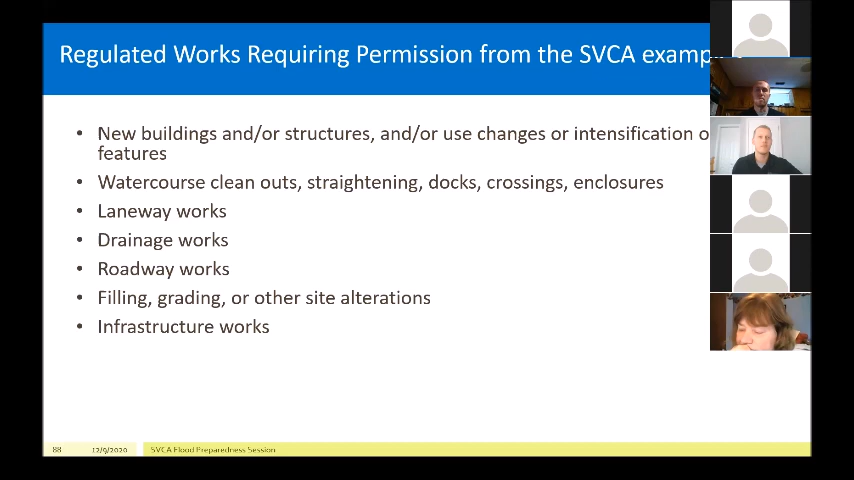 Regulated Works Requiring Permission from the SVCA
New buildings and/or structures, and/or use changes or intensification
features
Watercourse clean outs, straightening, docks, crossings, enclosures
Laneway works
Drainage works
Roadway works
Filling, grading, or other site alterations
Infrastructure works
88 12/9/2020 SVCA Flood Preparedness Session